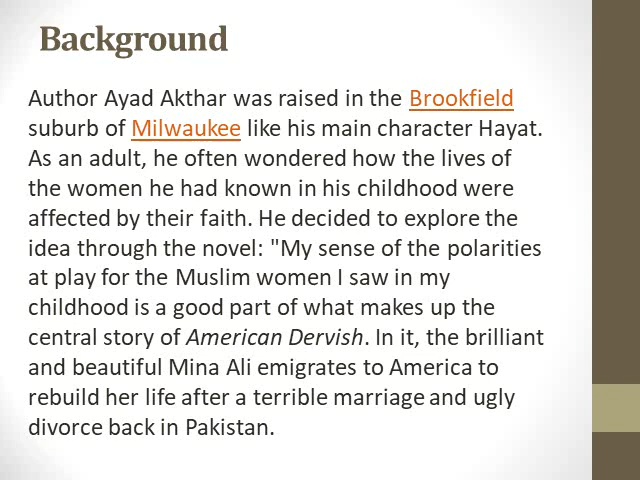 Background
Author Ayad Akthar was raised in the Brookfield
suburb of Milwaukee like his main character Hayat.
As an adult, he often wondered how the lives of
the women he had known in his childhood were
affected by their faith. He decided to explore the
idea through the novel: "My sense of the polarities
at play for the Muslim women I saw in my
childhood is a good part of what makes up the
central story of American Dervish. In it, the brilliant
and beautiful Mina Ali emigrates to America to
rebuild her life after a terrible marriage and ugly
divorce back in Pakistan.